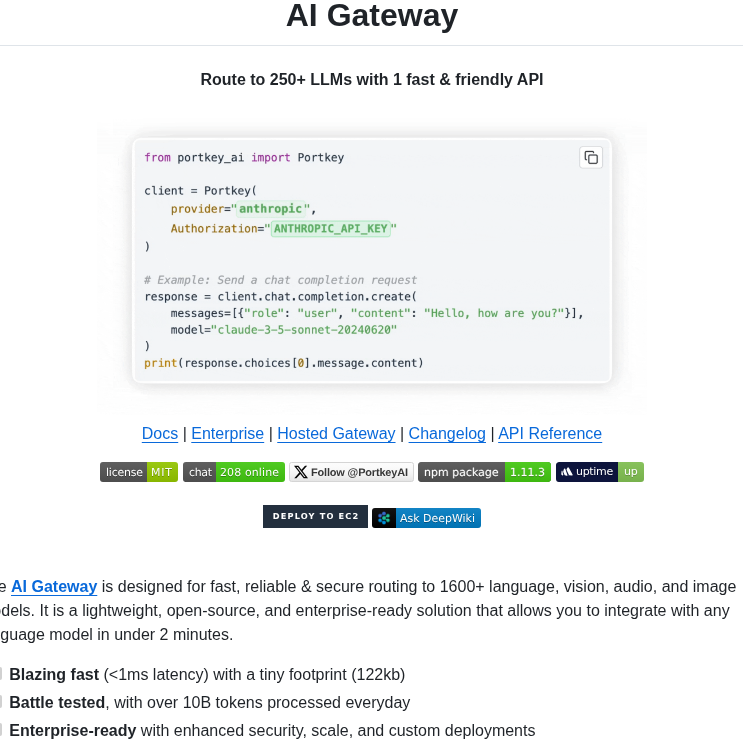 AI Gateway
Route to 250+ LLMs with 1 fast & friendly API
from portkey_ai import Portkey
client = Portkey(
provider="anthropic",
Authorization="ANTHROPIC_API_KEY"
)
# Example: Send a chat completion request
response = client.chat.completion.create(
messages=[{"role": "user", "content": "Hello, how are you?"}],
model="claude-3-5-sonnet-20240620"
)
print(response.choices[0].message.content)
Docs | Enterprise | Hosted Gateway | Changelog | API Reference
license MIT chat 208 online Follow @PortkeyAI npm package 1.11.3 uptime up
DEPLOY TO EC2 Ask DeepWiki
AI Gateway is designed for fast, reliable & secure routing to 1600+ language, vision, audio, and image
dels. It is a lightweight, open-source, and enterprise-ready solution that allows you to integrate with any
guage model in under 2 minutes.
Blazing fast (<1ms latency) with a tiny footprint (122kb)
Battle tested, with over 10B tokens processed everyday
Enterprise-ready with enhanced security, scale, and custom deployments